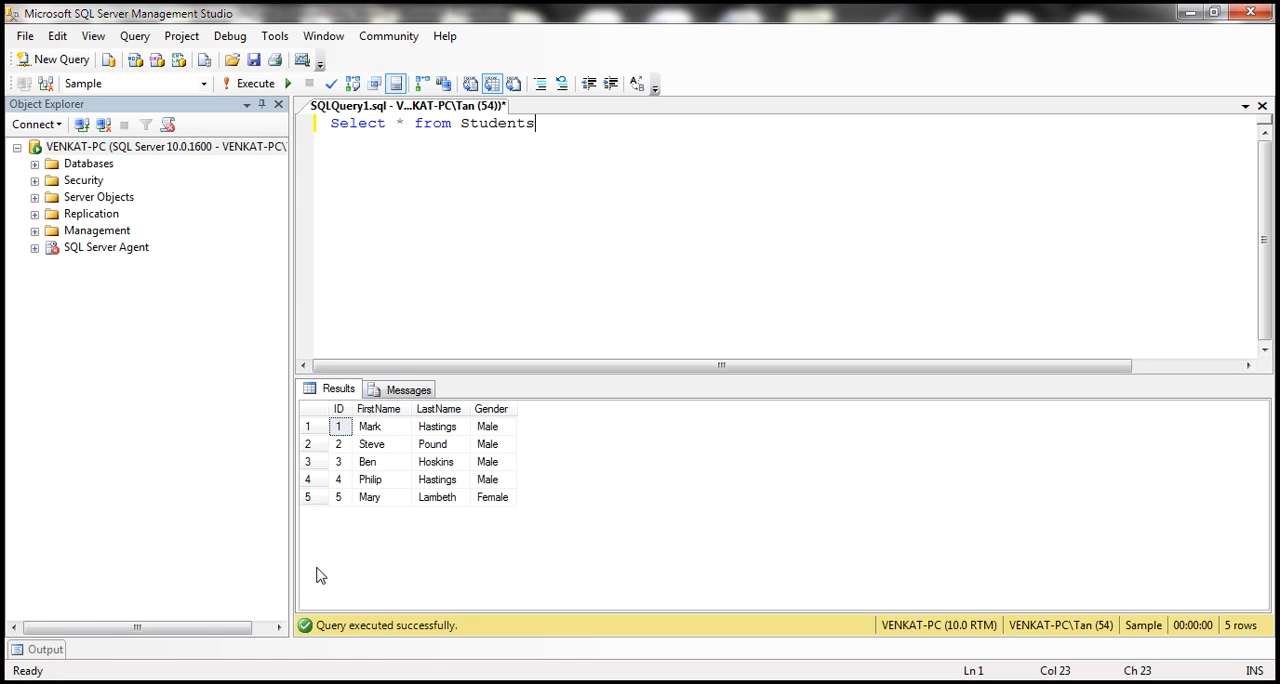 Microsoft SQL Server Management Studio
File Edit View Query Project Debug Tools Window Community Help
New Query
Sample Execute
Object Explorer
Connect
VENKAT-PC (SQL Server 10.0.1600 - VENKAT-PC\
Databases
Security
Server Objects
Replication
Management
SQL Server Agent
SQLQuery1.sql - V...KAT-PC\Tan (54))*
Select * from Students
Results Messages
ID FirstName LastName Gender
1 1 Mark Hastings Male
2 2 Steve Pound Male
3 3 Ben Hoskins Male
4 4 Philip Hastings Male
5 5 Mary Lambeth Female
Query executed successfully. VENKAT-PC (10.0 RTM) VENKAT-PC\Tan (54) Sample 00:00:00 5 rows
Output
Ready Ln 1 Col 23 Ch 23 INS